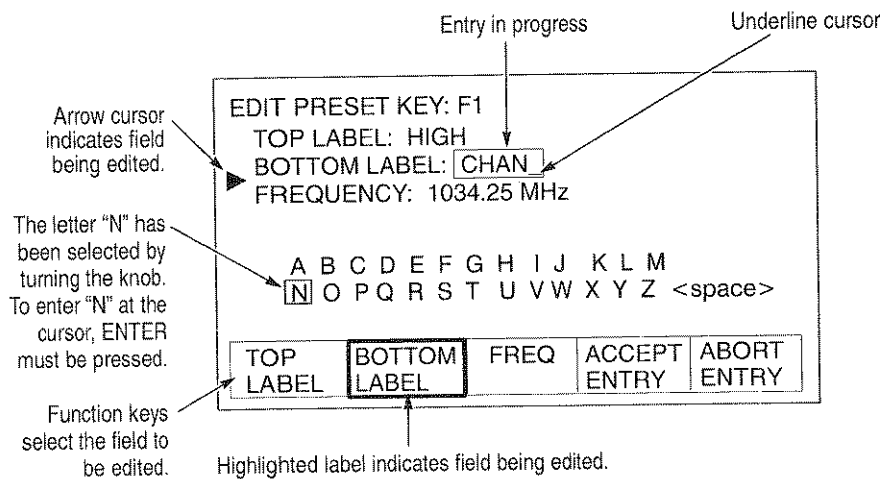 Entry in progress
Underline cursor
Arrow cursor
indicates field
being edited.
EDIT PRESET KEY: F1
TOP LABEL: HIGH
BOTTOM LABEL: CHAN_
FREQUENCY: 1034.25 MHz
The letter “N” has
been selected by
turning the knob.
To enter “N” at the
cursor, ENTER
must be pressed.
A B C D E F G H I J K L M
N O P Q R S T U V W X Y Z <space>
TOP
LABEL
BOTTOM
LABEL
FREQ
ACCEPT
ENTRY
ABORT
ENTRY
Function keys
select the field to
be edited.
Highlighted label indicates field being edited.